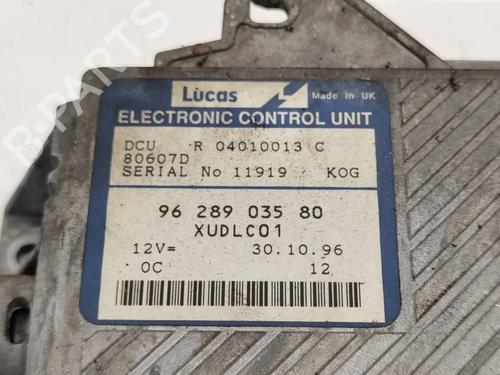 Lucas
Made in UK
ELECTRONIC CONTROL UNIT
DCU R 04010013 C
80607D
SERIAL No 11919 KOG
96 289 035 80
XUDLC01
12V= 30.10.96
0C 12
B-PARTS